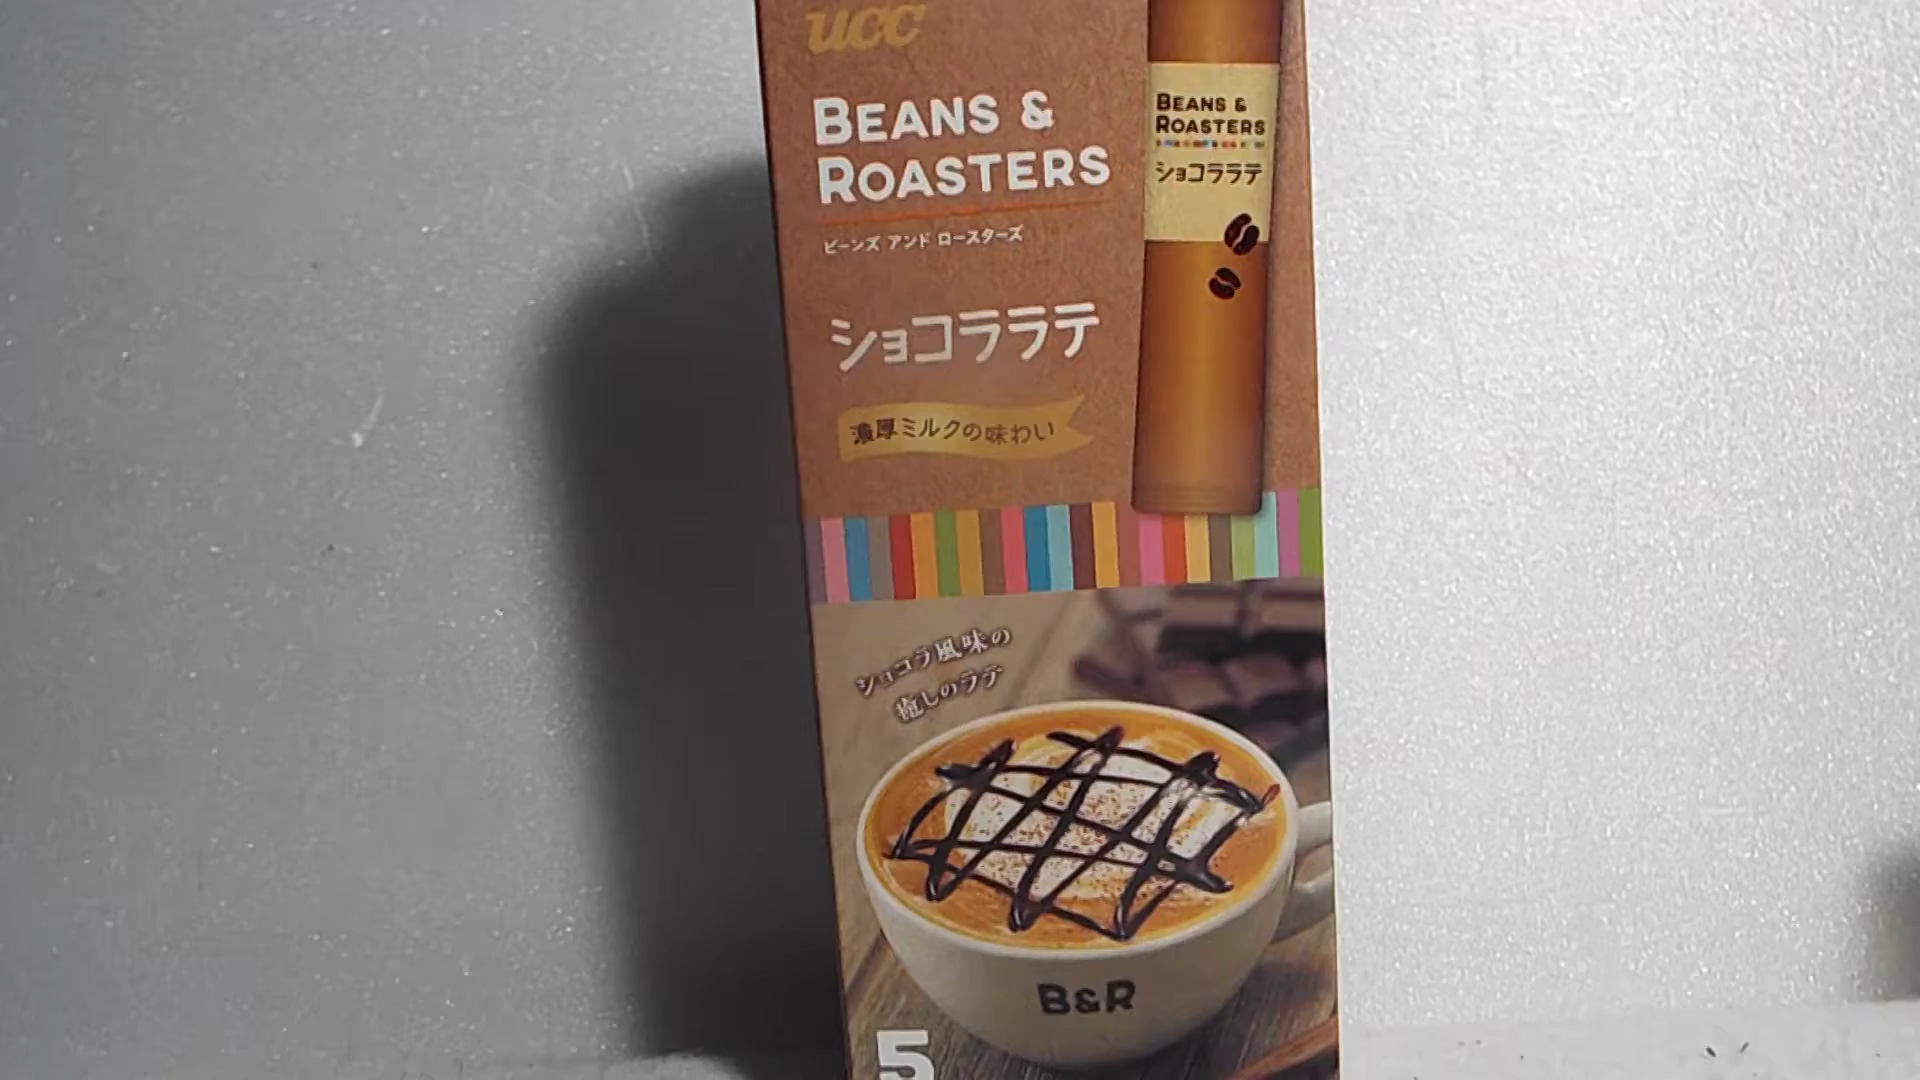 ucc
BEANS &
ROASTERS
ビーンズ アンド ロースターズ
ショコララテ
濃厚ミルクの味わい
BEANS &
ROASTERS
ショコララテ
ショコラ風味の
癒しのラテ
B&R
5